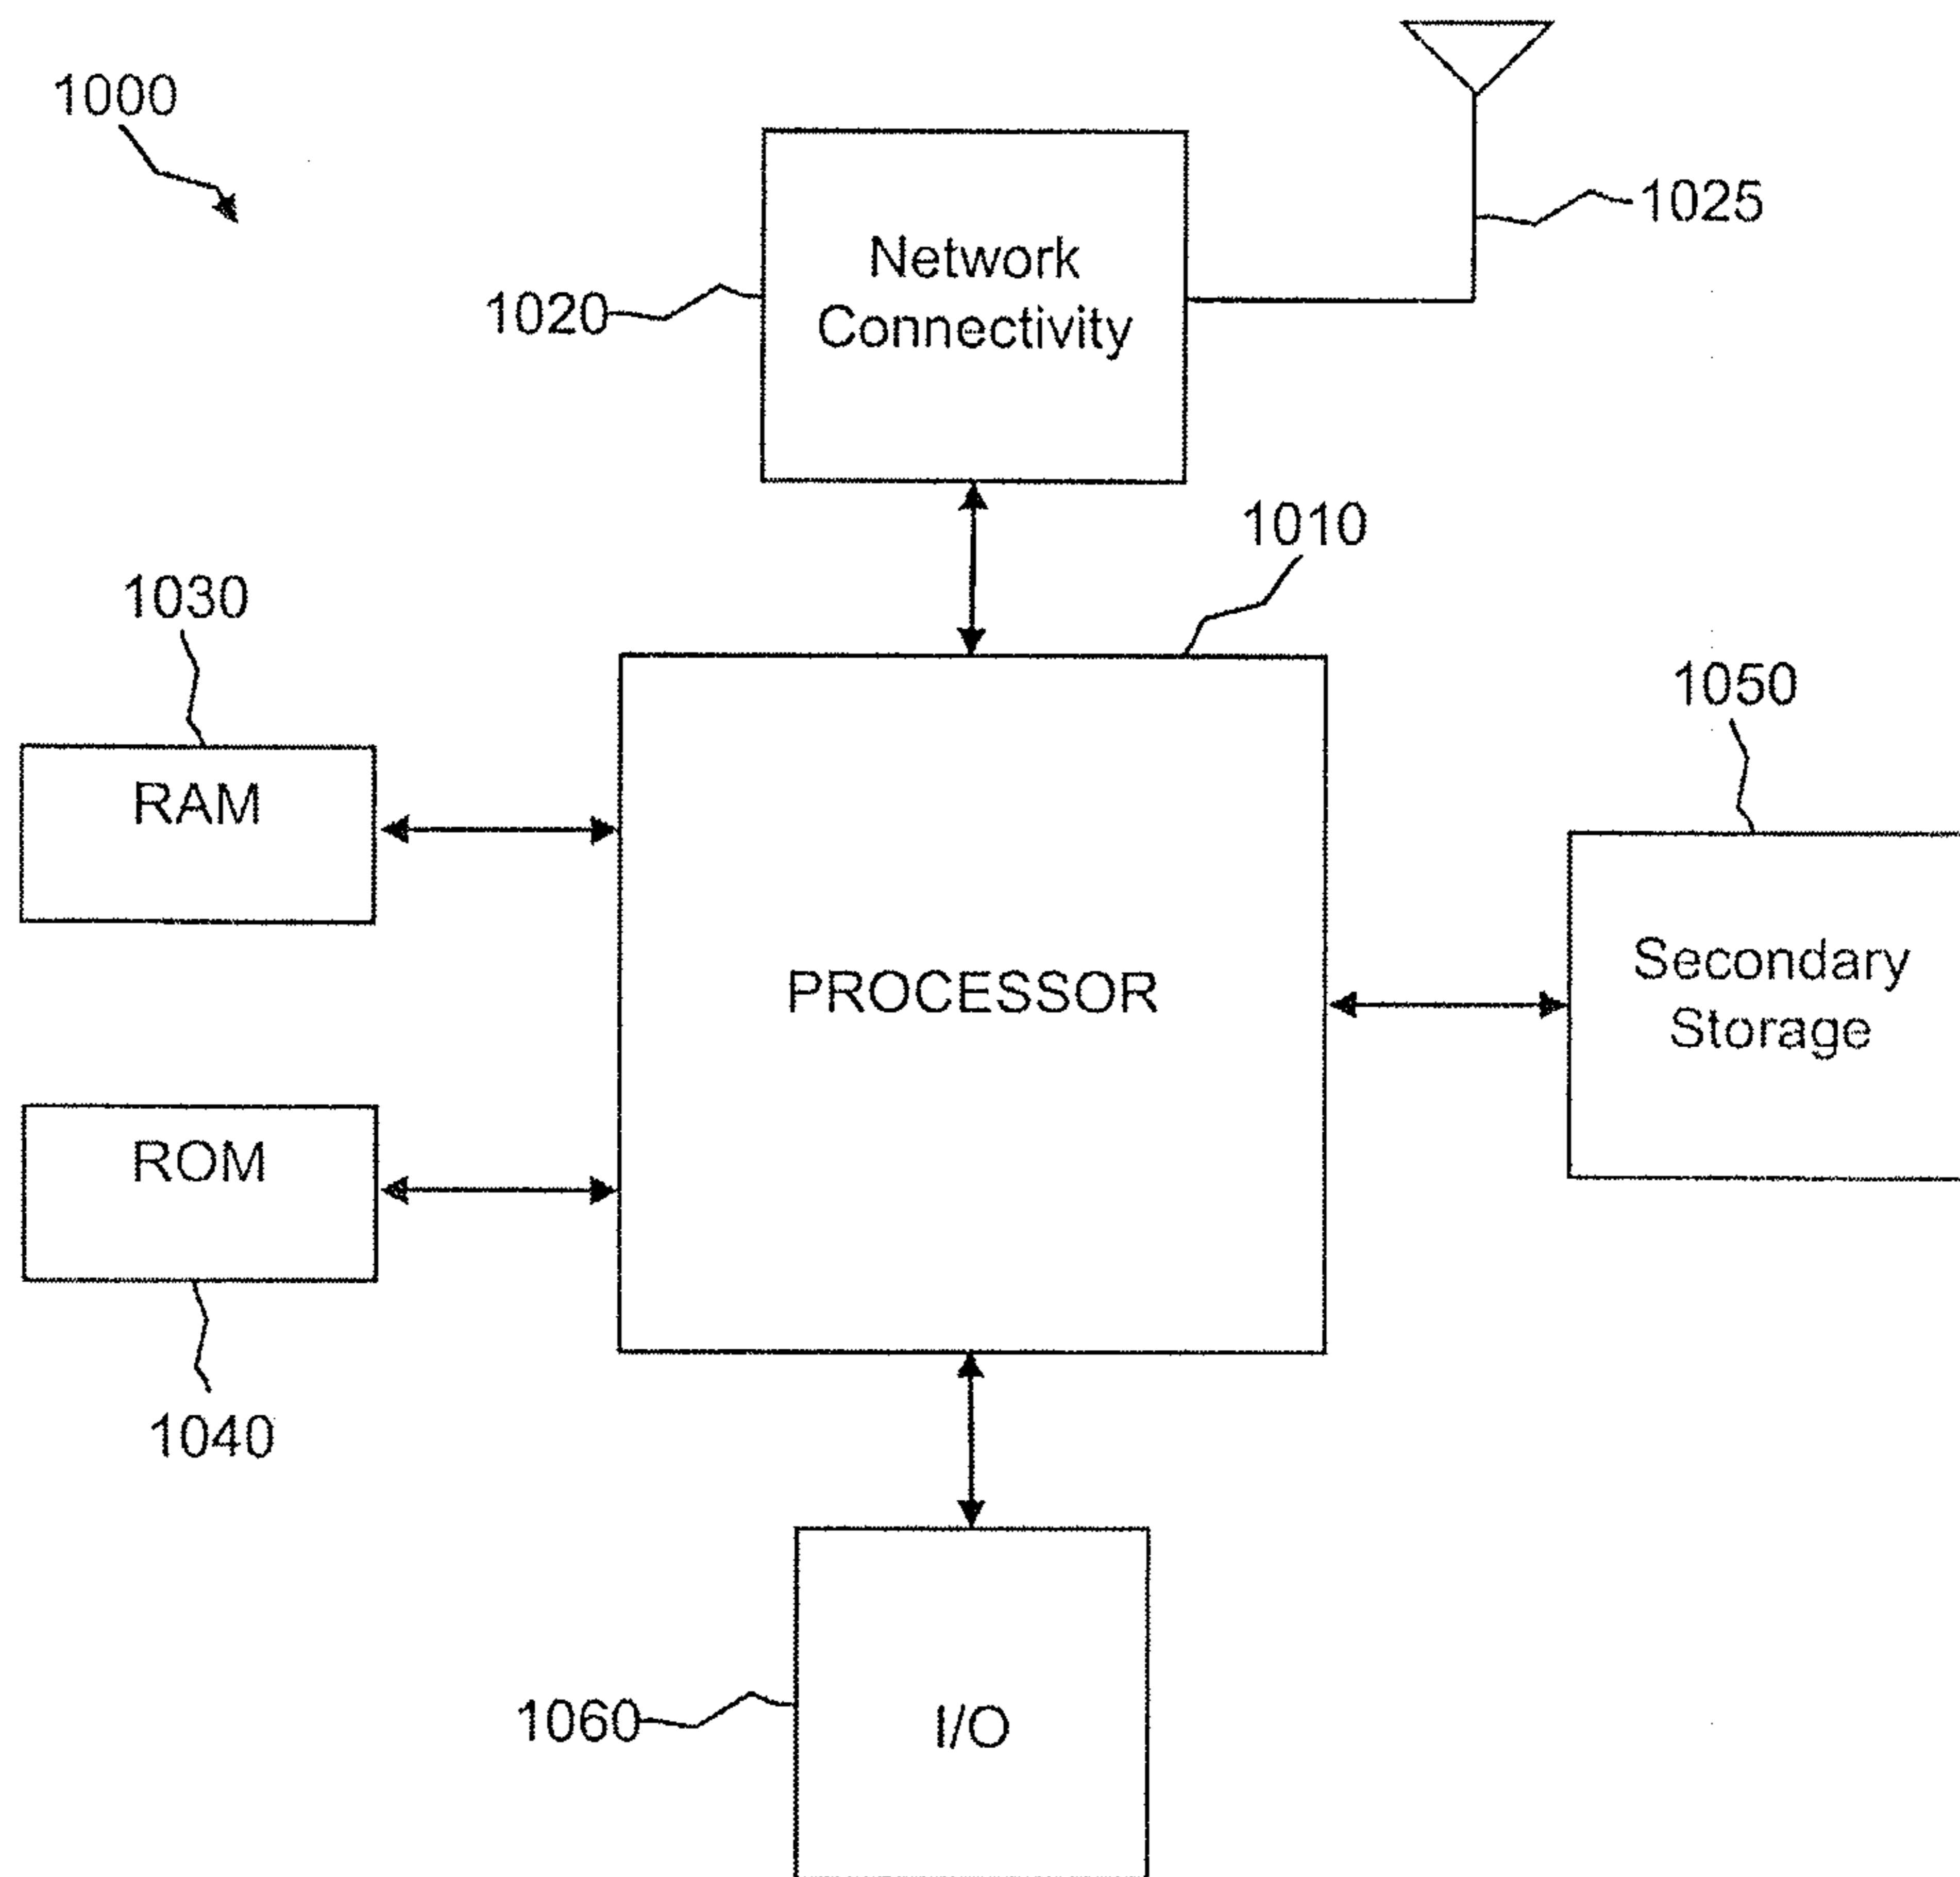 1000
1025
Network
Connectivity
1020
1010
1030
1050
RAM
PROCESSOR
Secondary
Storage
ROM
1040
1060
I/O